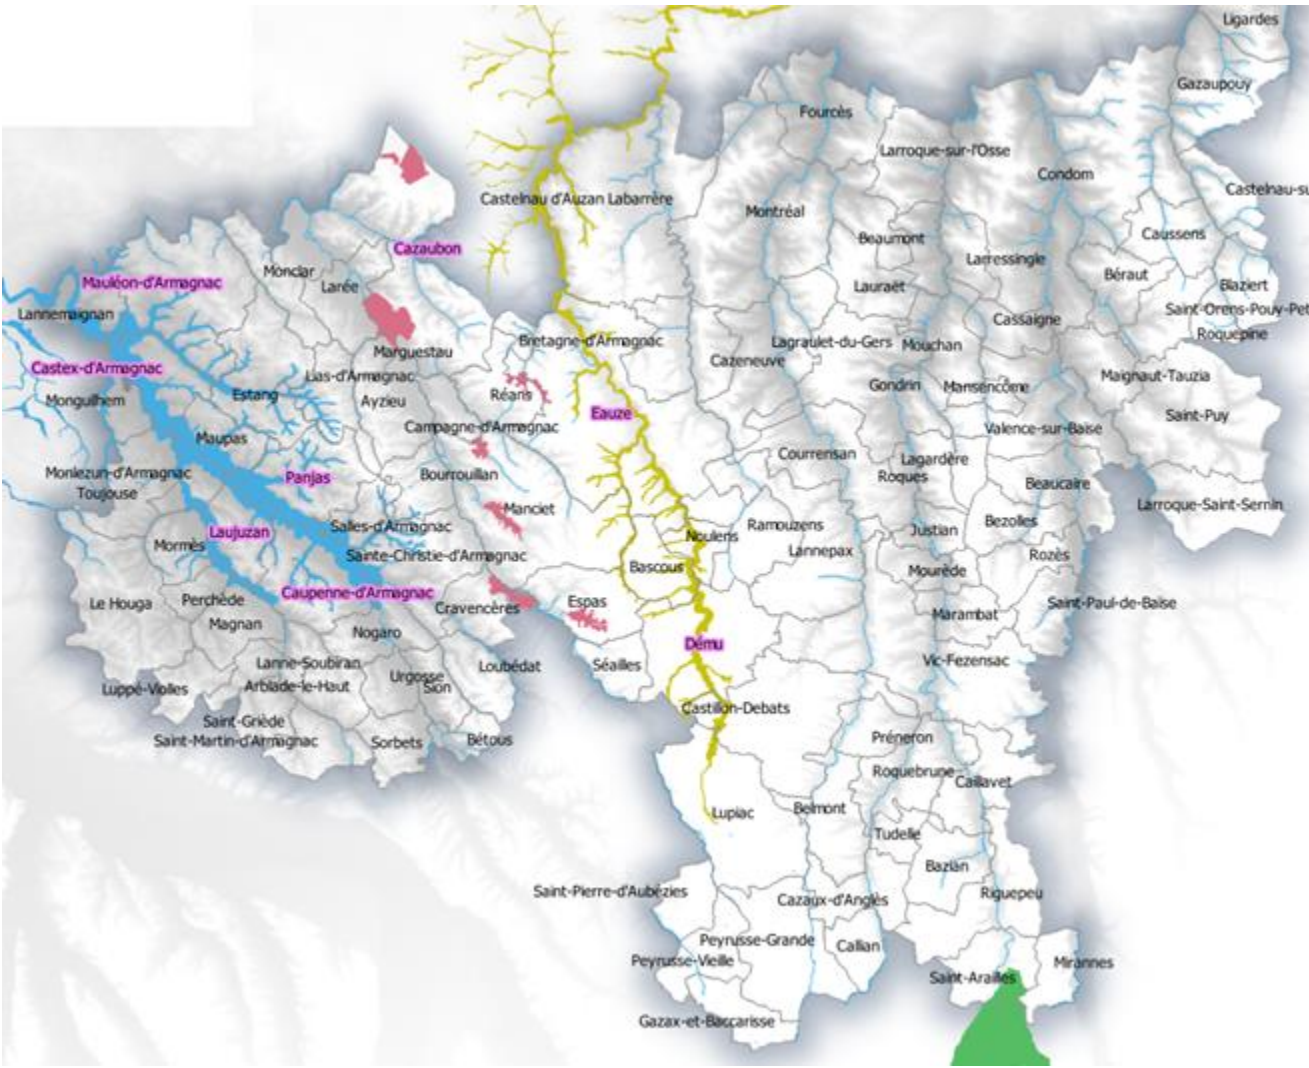 Ligardes
Gazaupouy
Fourcès
Larroque-sur-l'Osse
Condom
Castelnau-su
Castelnau d'Auzan Labarrère
Montréal
Beaumont
Caussens
Cazaubon
Larressingle
Monclar
Béraut
Mauléon-d'Armagnac
Larée
Lauraët
Blaziert
Lannemaignan
Saint-Orens-Pouy-Pet
Cassaigne
Roquepine
Bretagne-d'Armagnac
Lagraulet-du-Gers
Mouchan
Marguestau
Cazeneuve
Castex-d'Armagnac
Lias-d'Armagnac
Maignaut-Tauzia
Gondrin
Mansencôme
Estang
Réans
Monguilhem
Ayzieu
Eauze
Saint-Puy
Campagne-d'Armagnac
Valence-sur-Baïse
Maupas
Courrensan
Lagardère
Monlezun-d'Armagnac
Panjas
Bourrouillan
Roques
Beaucaire
Toujouse
Manciet
Larroque-Saint-Sernin
Salles-d'Armagnac
Ramouzens
Bezolles
Laujuzan
Noulens
Justian
Mormès
Sainte-Christie-d'Armagnac
Lannepax
Rozès
Bascous
Mourède
Caupenne-d'Armagnac
Le Houga
Perchède
Cravencères
Espas
Saint-Paul-de-Baïse
Magnan
Marambat
Nogaro
Dému
Lanne-Soubiran
Loubédat
Séailles
Vic-Fezensac
Urgosse
Luppé-Violles
Arblade-le-Haut
Sion
Castillon-Debats
Saint-Griède
Saint-Martin-d'Armagnac
Sorbets
Bétous
Préneron
Roquebrune
Caillavet
Lupiac
Belmont
Tudelle
Bazian
Saint-Pierre-d'Aubézies
Riguepeu
Cazaux-d'Anglès
Peyrusse-Grande
Callian
Peyrusse-Vieille
Mirannes
Saint-Arailles
Gazax-et-Baccarisse